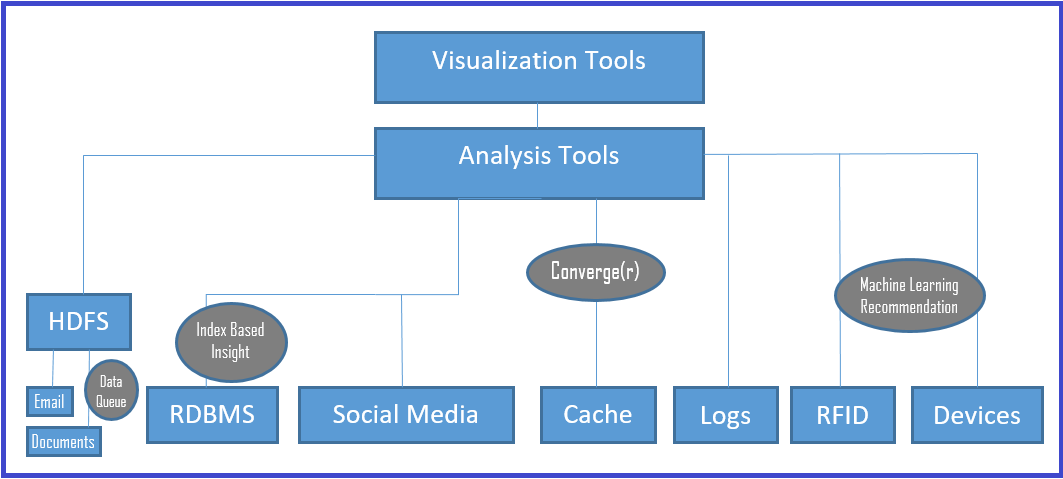 Visualization Tools
Analysis Tools
Converge(r)
Machine Learning
Recommendation
HDFS
Index Based
Insight
Data
Queue
Email
Documents
RDBMS
Social Media
Cache
Logs
RFID
Devices